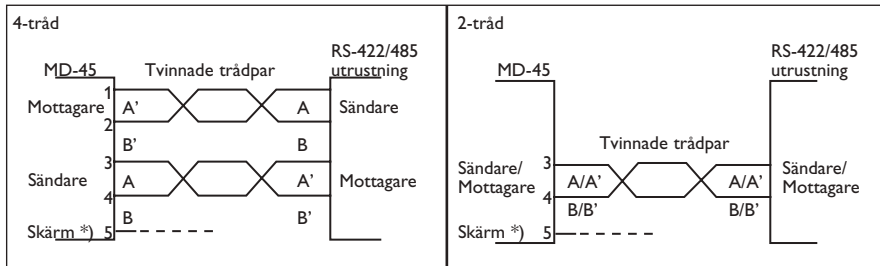 4-tråd
RS-422/485
MD-45 Tvinnade trådpar utrustning
1
Mottagare A' A Sändare
2
B' B
3
Sändare A A' Mottagare
4
B B'
Skärm *) 5
2-tråd
RS-422/485
MD-45 utrustning
Tvinnade trådpar
3
Sändare/ A/A' A/A' Sändare/
Mottagare 4 Mottagare
B/B' B/B'
Skärm *) 5